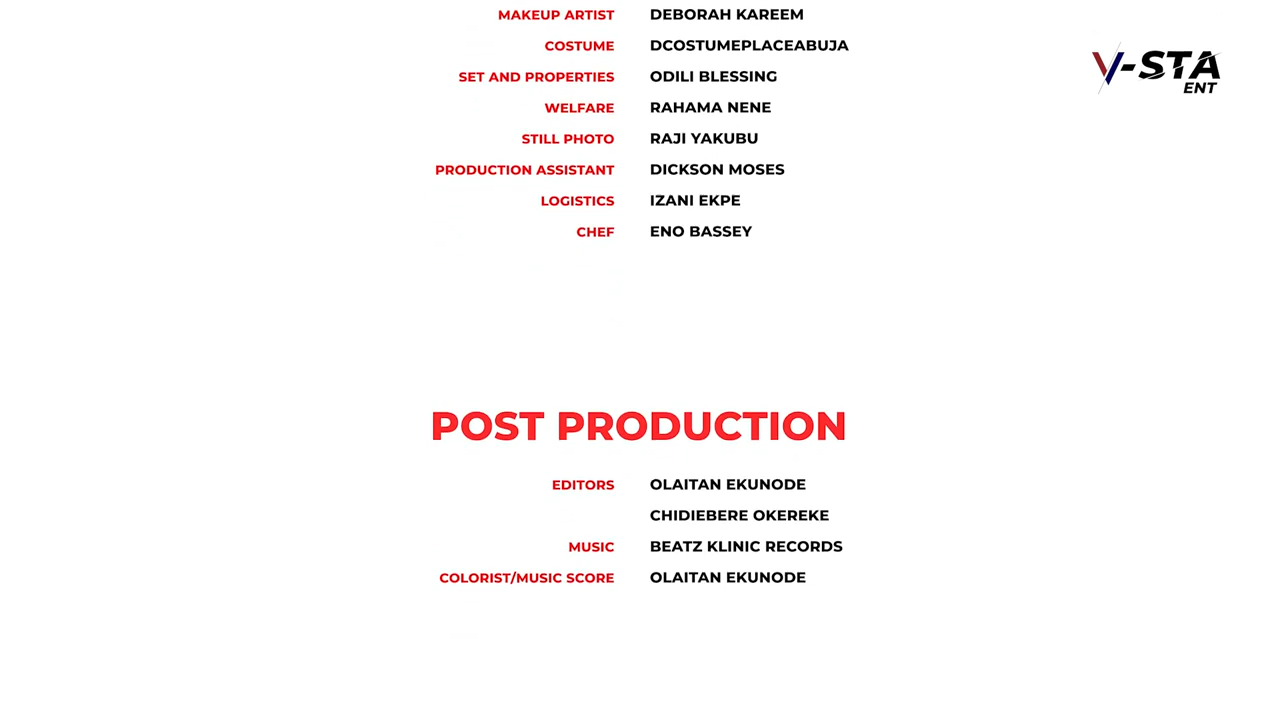 MAKEUP ARTIST DEBORAH KAREEM
COSTUME DCOSTUMEPLACEABUJA
SET AND PROPERTIES ODILI BLESSING
WELFARE RAHAMA NENE
STILL PHOTO RAJI YAKUBU
PRODUCTION ASSISTANT DICKSON MOSES
LOGISTICS IZANI EKPE
CHEF ENO BASSEY
V-STA
ENT
POST PRODUCTION
EDITORS OLAITAN EKUNODE
CHIDIEBERE OKEREKE
MUSIC BEATZ KLINIC RECORDS
COLORIST/MUSIC SCORE OLAITAN EKUNODE